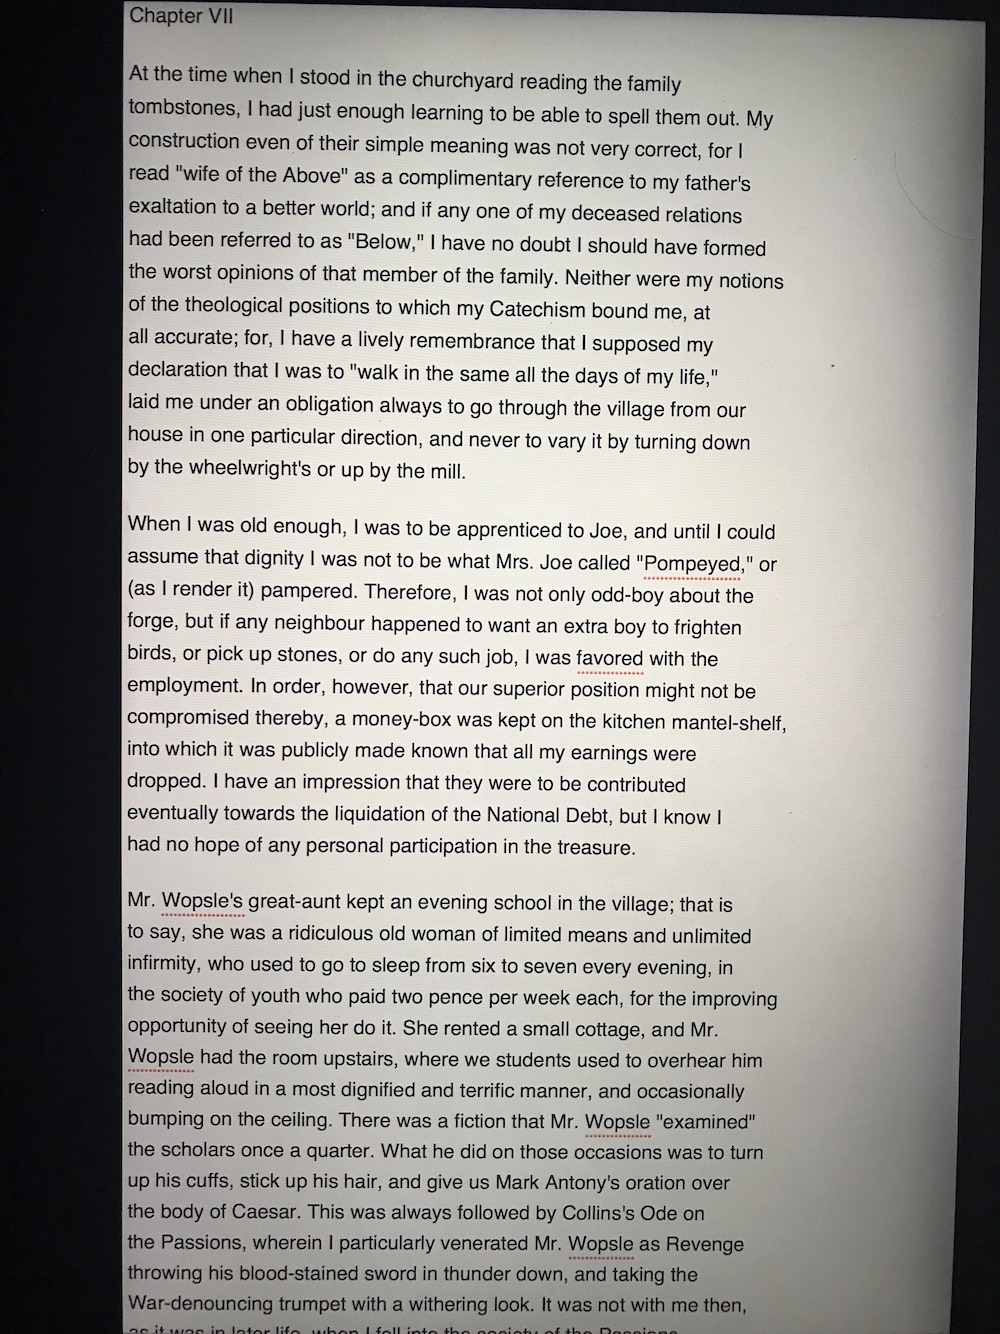 Chapter VII
At the time when I stood in the churchyard reading the family
tombstones, I had just enough learning to be able to spell them out. My
construction even of their simple meaning was not very correct, for I
read "wife of the Above" as a complimentary reference to my father's
exaltation to a better world; and if any one of my deceased relations
had been referred to as "Below," I have no doubt I should have formed
the worst opinions of that member of the family. Neither were my notions
of the theological positions to which my Catechism bound me, at
all accurate; for, I have a lively remembrance that I supposed my
declaration that I was to "walk in the same all the days of my life,"
laid me under an obligation always to go through the village from our
house in one particular direction, and never to vary it by turning down
by the wheelwright's or up by the mill.
When I was old enough, I was to be apprenticed to Joe, and until I could
assume that dignity I was not to be what Mrs. Joe called "Pompeyed," or
(as I render it) pampered. Therefore, I was not only odd-boy about the
forge, but if any neighbour happened to want an extra boy to frighten
birds, or pick up stones, or do any such job, I was favored with the
employment. In order, however, that our superior position might not be
compromised thereby, a money-box was kept on the kitchen mantel-shelf,
into which it was publicly made known that all my earnings were
dropped. I have an impression that they were to be contributed
eventually towards the liquidation of the National Debt, but I know I
had no hope of any personal participation in the treasure.
Mr. Wopsle's great-aunt kept an evening school in the village; that is
to say, she was a ridiculous old woman of limited means and unlimited
infirmity, who used to go to sleep from six to seven every evening, in
the society of youth who paid two pence per week each, for the improving
opportunity of seeing her do it. She rented a small cottage, and Mr.
Wopsle had the room upstairs, where we students used to overhear him
reading aloud in a most dignified and terrific manner, and occasionally
bumping on the ceiling. There was a fiction that Mr. Wopsle "examined"
the scholars once a quarter. What he did on those occasions was to turn
up his cuffs, stick up his hair, and give us Mark Antony's oration over
the body of Caesar. This was always followed by Collins's Ode on
the Passions, wherein I particularly venerated Mr. Wopsle as Revenge
throwing his blood-stained sword in thunder down, and taking the
War-denouncing trumpet with a withering look. It was not with me then,
as it was in later life, when I fell into the society of the Passions